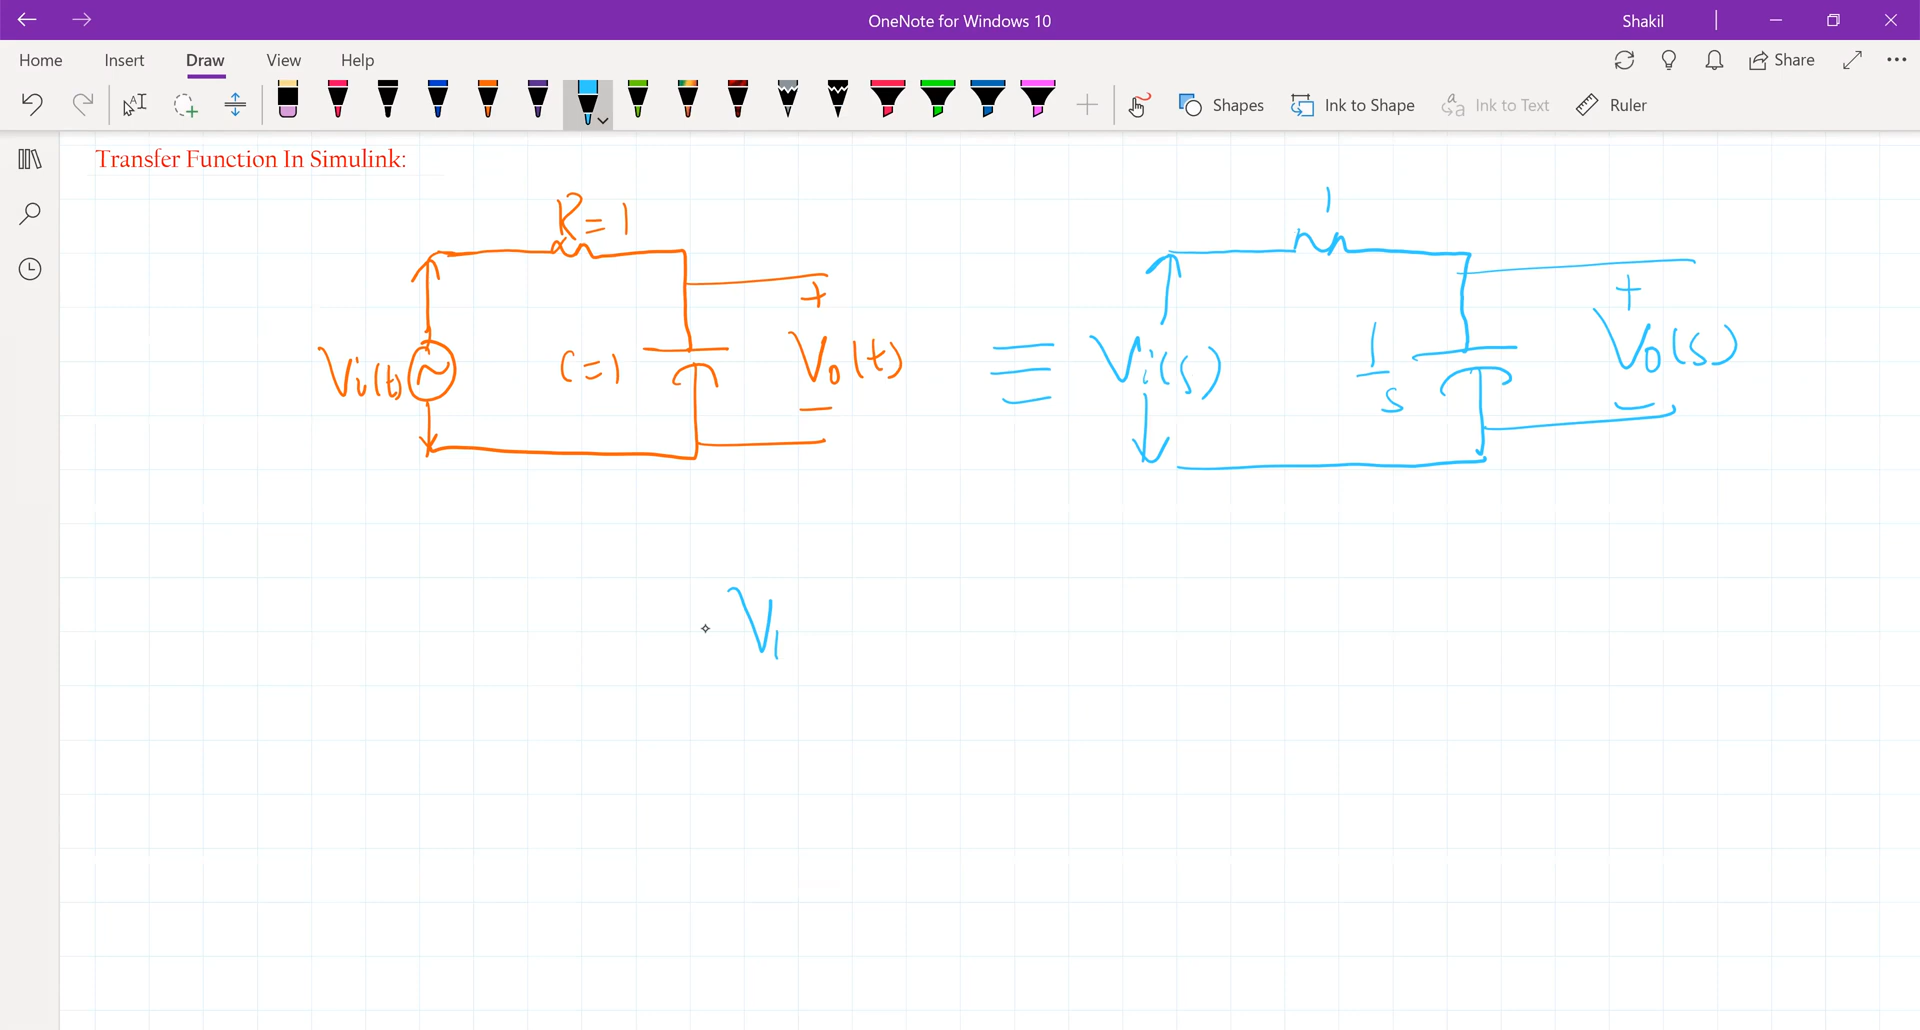 OneNote for Windows 10
Shakil
Home Insert Draw View Help
Share
Shapes Ink to Shape Ink to Text Ruler
Transfer Function In Simulink:
R = 1
Vi(t)
C = 1
+
Vo(t)
−
≡
1
Vi(s)
1/s
+
Vo(s)
−
Vi